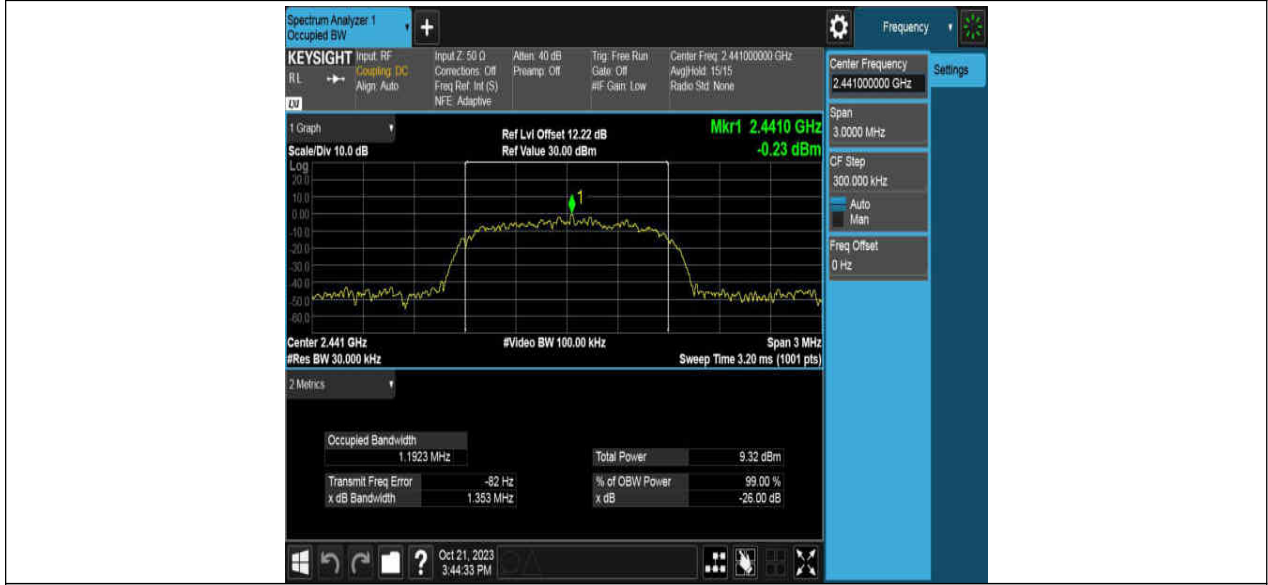 Spectrum Analyzer 1
Occupied BW
+
Frequency
KEYSIGHT
RL
LXI
Input: RF
Coupling: DC
Align: Auto
Input Z: 50 Ω
Corrections: Off
Freq Ref: Int (S)
NFE: Adaptive
Atten: 40 dB
Preamp: Off
Trig: Free Run
Gate: Off
#IF Gain: Low
Center Freq: 2.441000000 GHz
Avg|Hold: 15/15
Radio Std: None
Center Frequency
2.441000000 GHz
Settings
Span
3.0000 MHz
CF Step
300.000 kHz
Auto
Man
Freq Offset
0 Hz
1 Graph
Ref Lvl Offset 12.22 dB
Mkr1 2.4410 GHz
Scale/Div 10.0 dB
Ref Value 30.00 dBm
-0.23 dBm
Log
20.0
10.0
0.00
-10.0
-20.0
-30.0
-40.0
-50.0
-60.0
1
Center 2.441 GHz
#Video BW 100.00 kHz
Span 3 MHz
#Res BW 30.000 kHz
Sweep Time 3.20 ms (1001 pts)
2 Metrics
Occupied Bandwidth
1.1923 MHz
Total Power 9.32 dBm
Transmit Freq Error -82 Hz
% of OBW Power 99.00 %
x dB Bandwidth 1.353 MHz
x dB -26.00 dB
?
Oct 21, 2023
3:44:33 PM